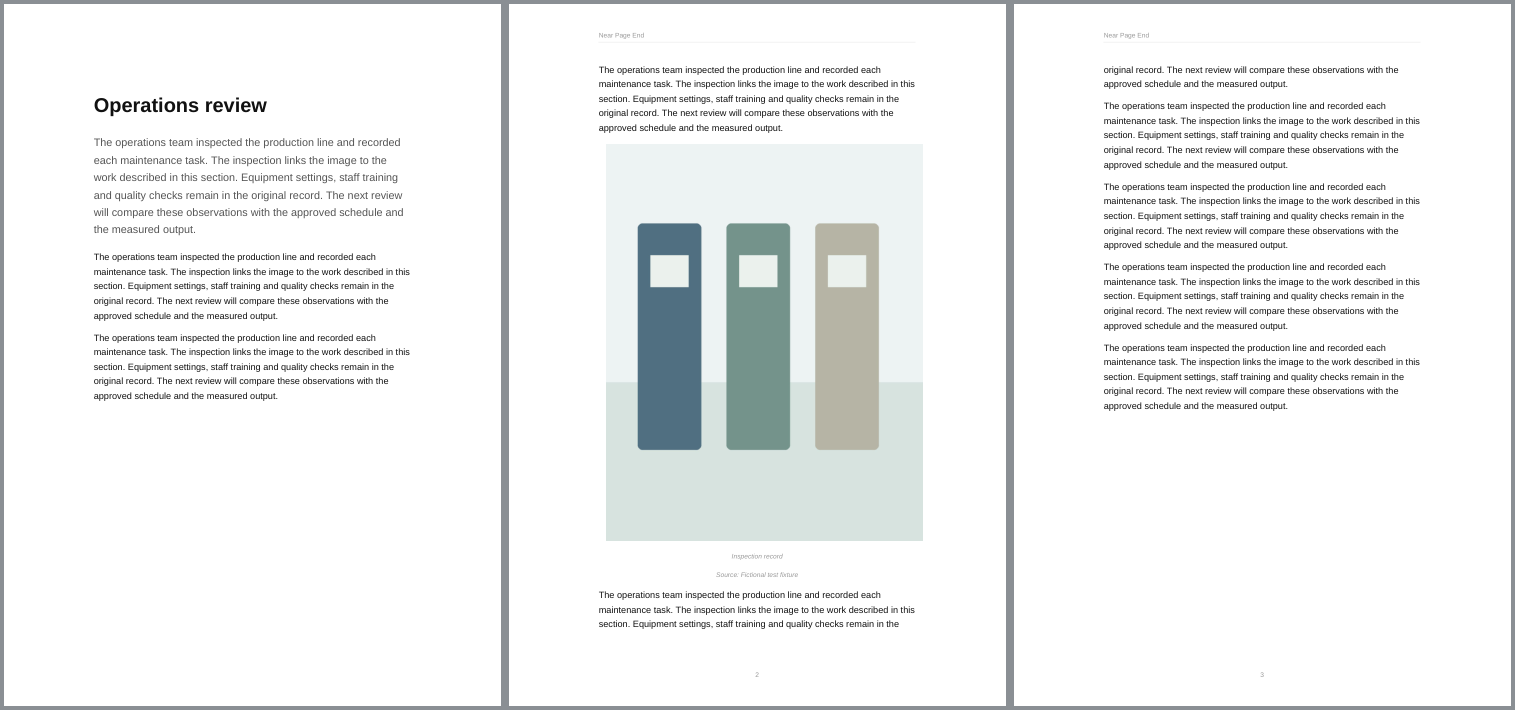 Operations review
The operations team inspected the production line and recorded
each maintenance task. The inspection links the image to the
work described in this section. Equipment settings, staff training
and quality checks remain in the original record. The next review
will compare these observations with the approved schedule and
the measured output.
The operations team inspected the production line and recorded each
maintenance task. The inspection links the image to the work described in this
section. Equipment settings, staff training and quality checks remain in the
original record. The next review will compare these observations with the
approved schedule and the measured output.
The operations team inspected the production line and recorded each
maintenance task. The inspection links the image to the work described in this
section. Equipment settings, staff training and quality checks remain in the
original record. The next review will compare these observations with the
approved schedule and the measured output.
Near Page End
The operations team inspected the production line and recorded each
maintenance task. The inspection links the image to the work described in this
section. Equipment settings, staff training and quality checks remain in the
original record. The next review will compare these observations with the
approved schedule and the measured output.
Inspection record
Source: Fictional test fixture
The operations team inspected the production line and recorded each
maintenance task. The inspection links the image to the work described in this
section. Equipment settings, staff training and quality checks remain in the
2
Near Page End
original record. The next review will compare these observations with the
approved schedule and the measured output.
The operations team inspected the production line and recorded each
maintenance task. The inspection links the image to the work described in this
section. Equipment settings, staff training and quality checks remain in the
original record. The next review will compare these observations with the
approved schedule and the measured output.
The operations team inspected the production line and recorded each
maintenance task. The inspection links the image to the work described in this
section. Equipment settings, staff training and quality checks remain in the
original record. The next review will compare these observations with the
approved schedule and the measured output.
The operations team inspected the production line and recorded each
maintenance task. The inspection links the image to the work described in this
section. Equipment settings, staff training and quality checks remain in the
original record. The next review will compare these observations with the
approved schedule and the measured output.
The operations team inspected the production line and recorded each
maintenance task. The inspection links the image to the work described in this
section. Equipment settings, staff training and quality checks remain in the
original record. The next review will compare these observations with the
approved schedule and the measured output.
3